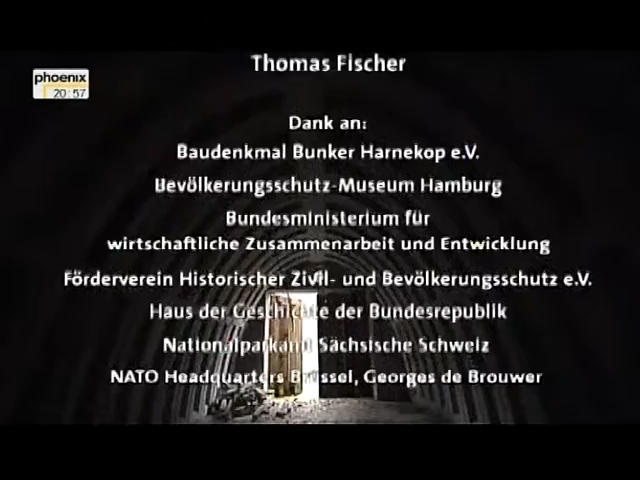 Thomas Fischer
phoenix
20:57
Dank an:
Baudenkmal Bunker Harnekop e.V.
Bevölkerungsschutz-Museum Hamburg
Bundesministerium für
wirtschaftliche Zusammenarbeit und Entwicklung
Förderverein Historischer Zivil- und Bevölkerungsschutz e.V.
Haus der Geschichte der Bundesrepublik
Nationalparkamt Sächsische Schweiz
NATO Headquarters Brüssel, Georges de Brouwer